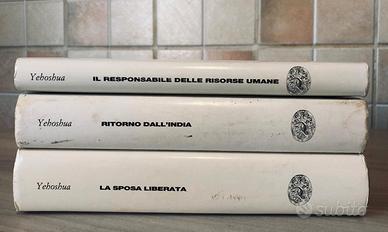 Yehoshua IL RESPONSABILE DELLE RISORSE UMANE
Yehoshua RITORNO DALL'INDIA
Yehoshua LA SPOSA LIBERATA
subito